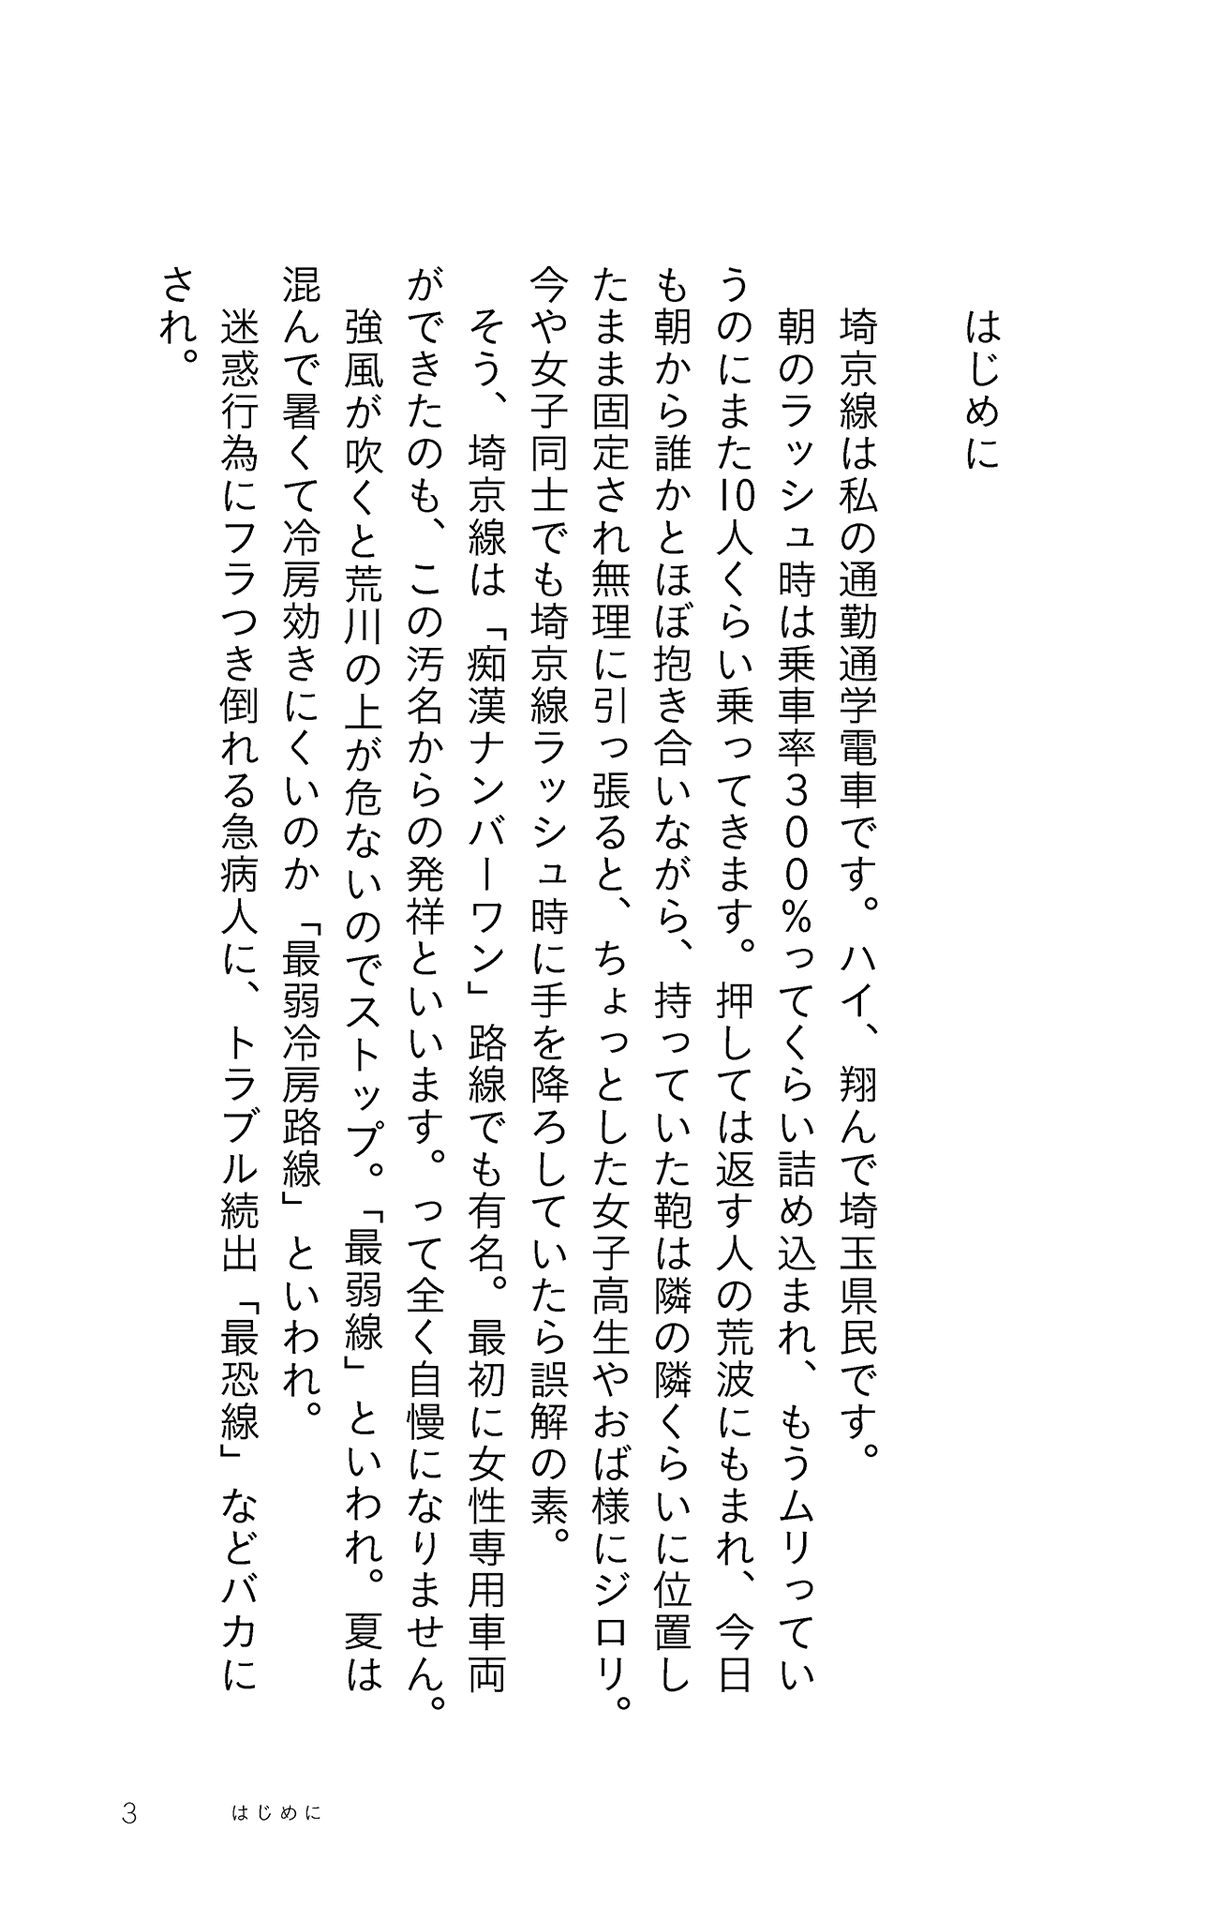 はじめに
埼京線は私の通勤通学電車です。ハイ、翔んで埼玉県民です。
朝のラッシュ時は乗車率３００％ってくらい詰め込まれ、もうムリってい
うのにまた10人くらい乗ってきます。押しては返す人の荒波にもまれ、今日
も朝から誰かとほぼ抱き合いながら、持っていた鞄は隣の隣くらいに位置し
たまま固定され無理に引っ張ると、ちょっとした女子高生やおば様にジロリ。
今や女子同士でも埼京線ラッシュ時に手を降ろしていたら誤解の素。
そう、埼京線は「痴漢ナンバーワン」路線でも有名。最初に女性専用車両
ができたのも、この汚名からの発祥といいます。って全く自慢になりません。
強風が吹くと荒川の上が危ないのでストップ。「最弱線」といわれ。夏は
混んで暑くて冷房効きにくいのか「最弱冷房路線」といわれ。
迷惑行為にフラつき倒れる急病人に、トラブル続出「最恐線」などバカに
され。
3 はじめに